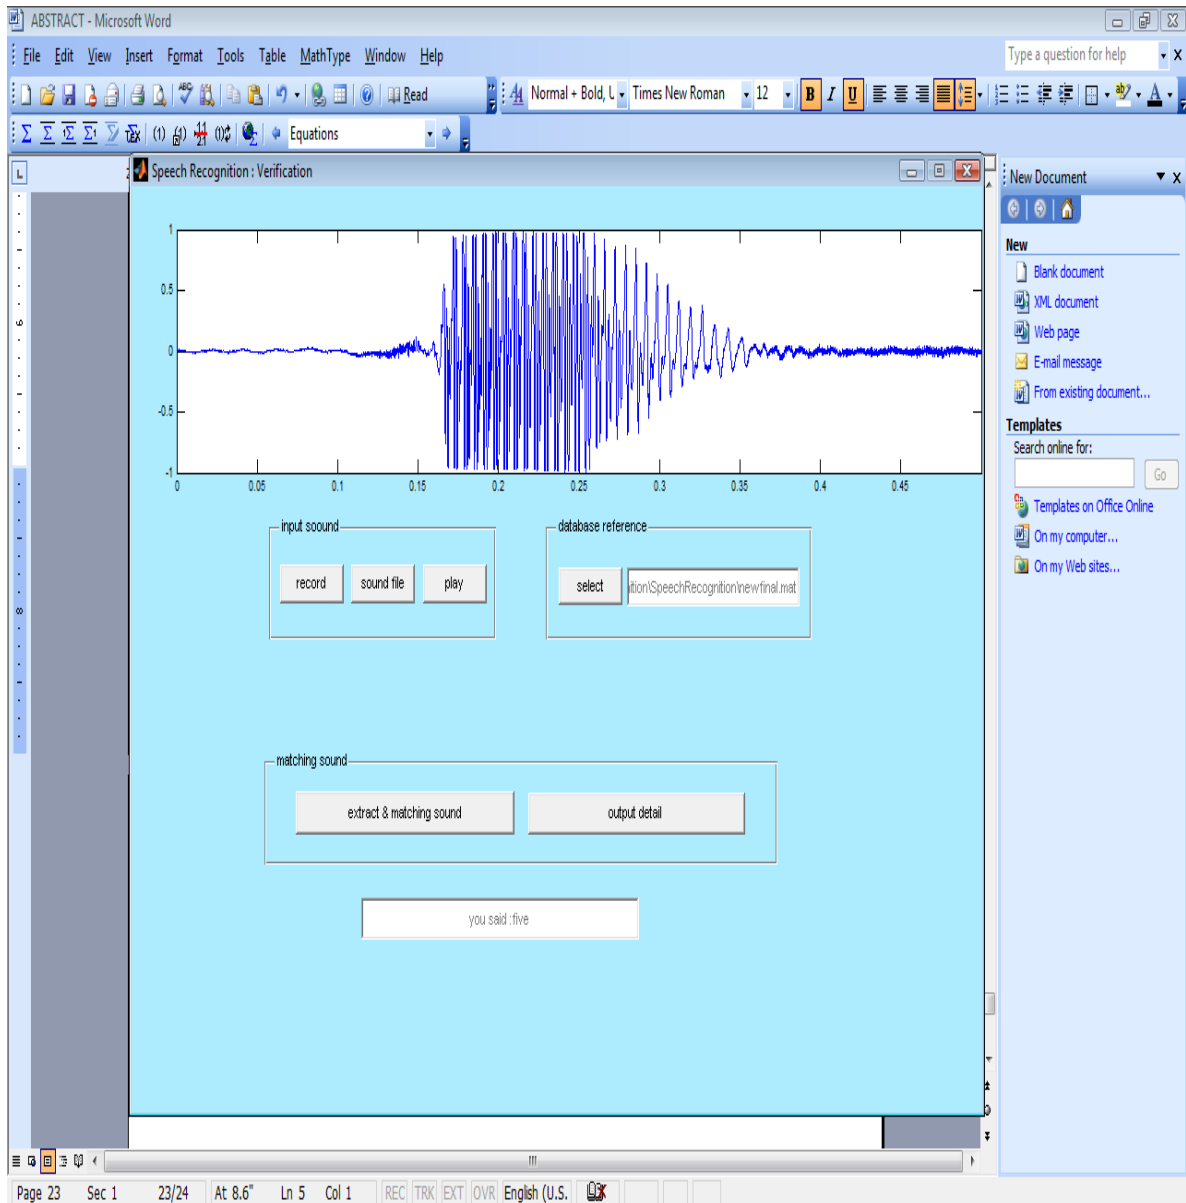 ABSTRACT - Microsoft Word
File Edit View Insert Format Tools Table MathType Window Help
Type a question for help
Read
Normal + Bold, U
Times New Roman
12
B I U
Equations
Speech Recognition : Verification
New Document
New
Blank document
XML document
Web page
E-mail message
From existing document...
Templates
Search online for:
Go
Templates on Office Online
On my computer...
On my Web sites...
1
0.5
0
-0.5
-1
0 0.05 0.1 0.15 0.2 0.25 0.3 0.35 0.4 0.45
input soound
record sound file play
database reference
select ition\SpeechRecognition\newfinal.mat
matching sound
extract & matching sound output detail
you said :five
Page 23 Sec 1 23/24 At 8.6" Ln 5 Col 1 REC TRK EXT OVR English (U.S.